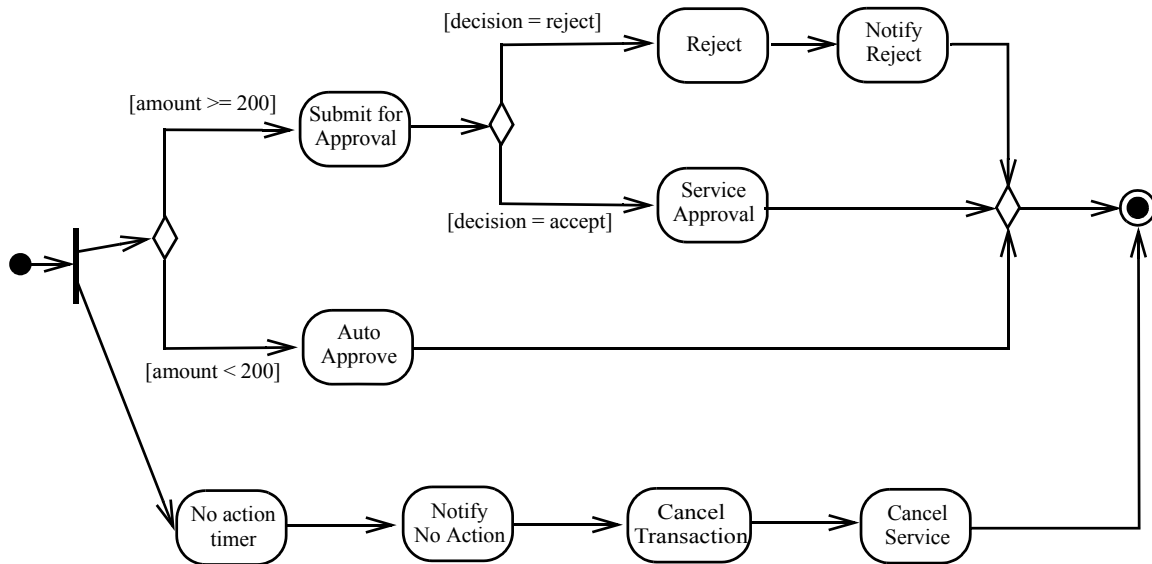 [decision = reject]
Reject
Notify
Reject
[amount >= 200]
Submit for
Approval
Service
Approval
[decision = accept]
Auto
Approve
[amount < 200]
No action
timer
Notify
No Action
Cancel
Transaction
Cancel
Service